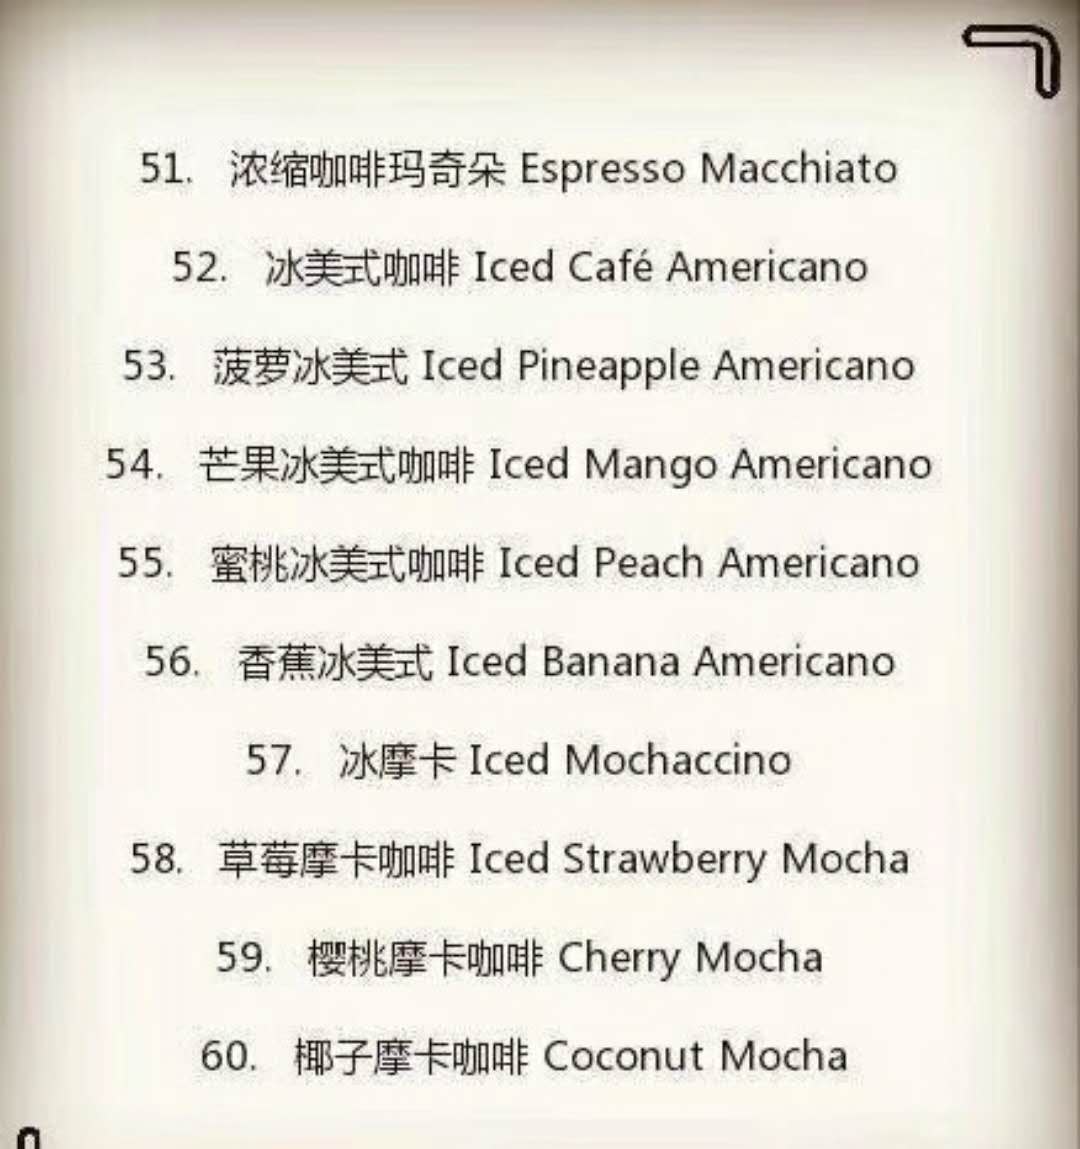 51. 浓缩咖啡玛奇朵 Espresso Macchiato
52. 冰美式咖啡 Iced Café Americano
53. 菠萝冰美式 Iced Pineapple Americano
54. 芒果冰美式咖啡 Iced Mango Americano
55. 蜜桃冰美式咖啡 Iced Peach Americano
56. 香蕉冰美式 Iced Banana Americano
57. 冰摩卡 Iced Mochaccino
58. 草莓摩卡咖啡 Iced Strawberry Mocha
59. 樱桃摩卡咖啡 Cherry Mocha
60. 椰子摩卡咖啡 Coconut Mocha